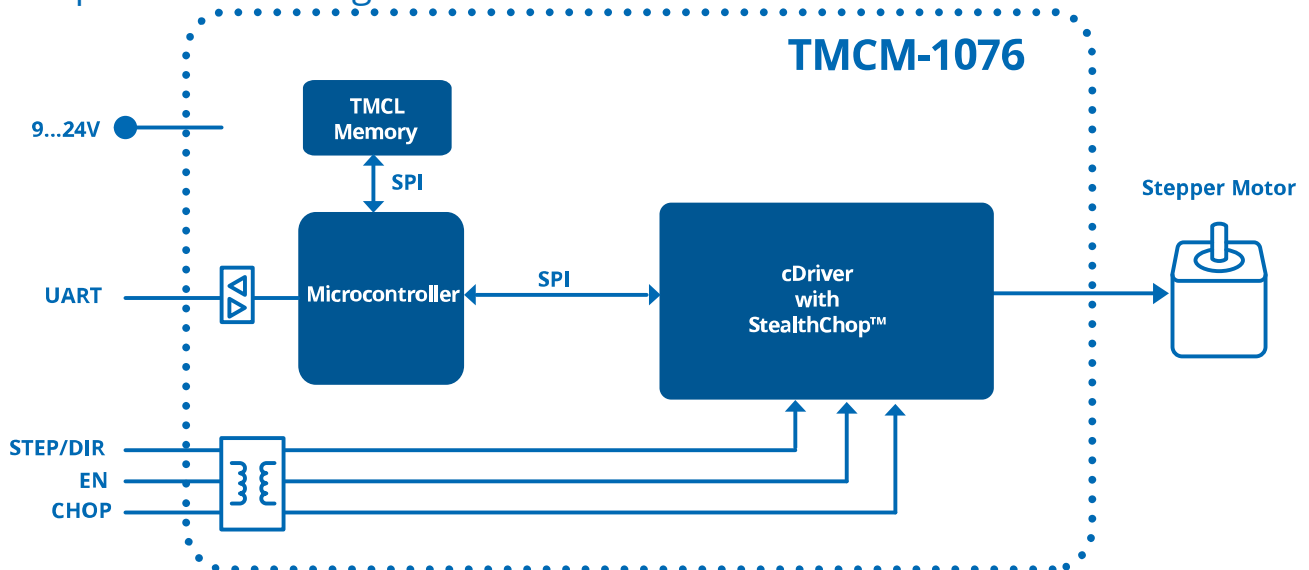 TMCM-1076
TMCL
Memory
9...24V
SPI
Stepper Motor
UART
Microcontroller
SPI
cDriver
with
StealthChop™
STEP/DIR
EN
CHOP